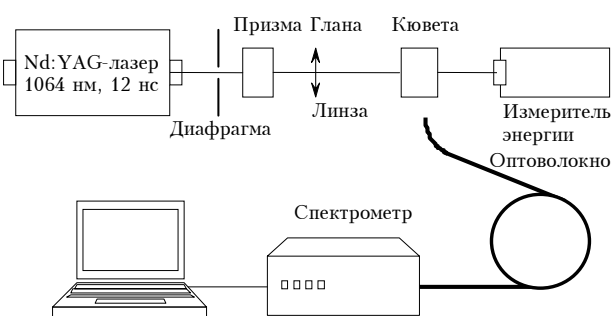 Призма Глана
Кювета
Nd:YAG-лазер
1064 нм, 12 нс
Диафрагма
Линза
Измеритель
энергии
Оптоволокно
Спектрометр